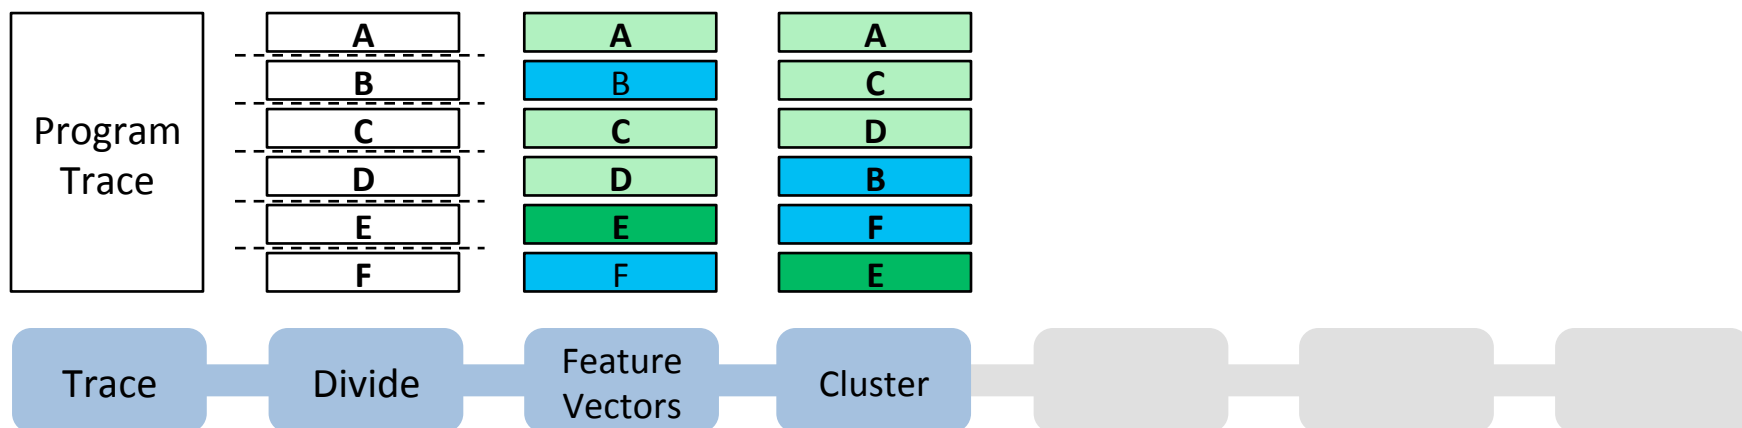 Program
Trace
A
B
C
D
E
F
A
B
C
D
E
F
A
C
D
B
F
E
Trace
Divide
Feature
Vectors
Cluster